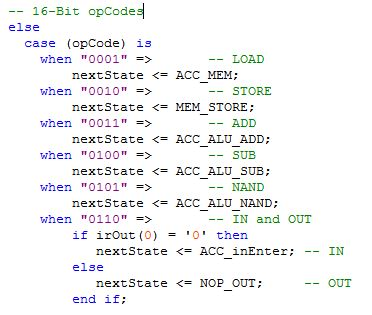 -- 16-Bit opCodes
else
case (opCode) is
when "0001" => -- LOAD
nextState <= ACC_MEM;
when "0010" => -- STORE
nextState <= MEM_STORE;
when "0011" => -- ADD
nextState <= ACC_ALU_ADD;
when "0100" => -- SUB
nextState <= ACC_ALU_SUB;
when "0101" => -- NAND
nextState <= ACC_ALU_NAND;
when "0110" => -- IN and OUT
if irOut(0) = '0' then
nextState <= ACC_inEnter; -- IN
else
nextState <= NOP_OUT; -- OUT
end if;